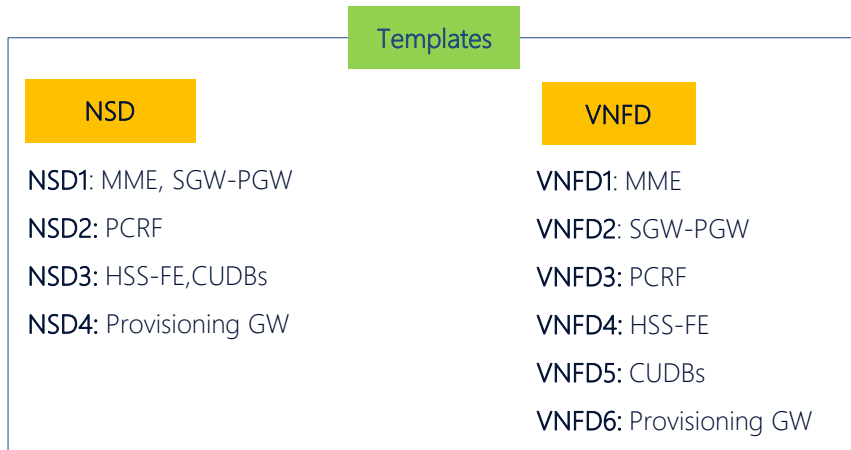 Templates
NSD
NSD1: MME, SGW-PGW
NSD2: PCRF
NSD3: HSS-FE,CUDBs
NSD4: Provisioning GW
VNFD
VNFD1: MME
VNFD2: SGW-PGW
VNFD3: PCRF
VNFD4: HSS-FE
VNFD5: CUDBs
VNFD6: Provisioning GW